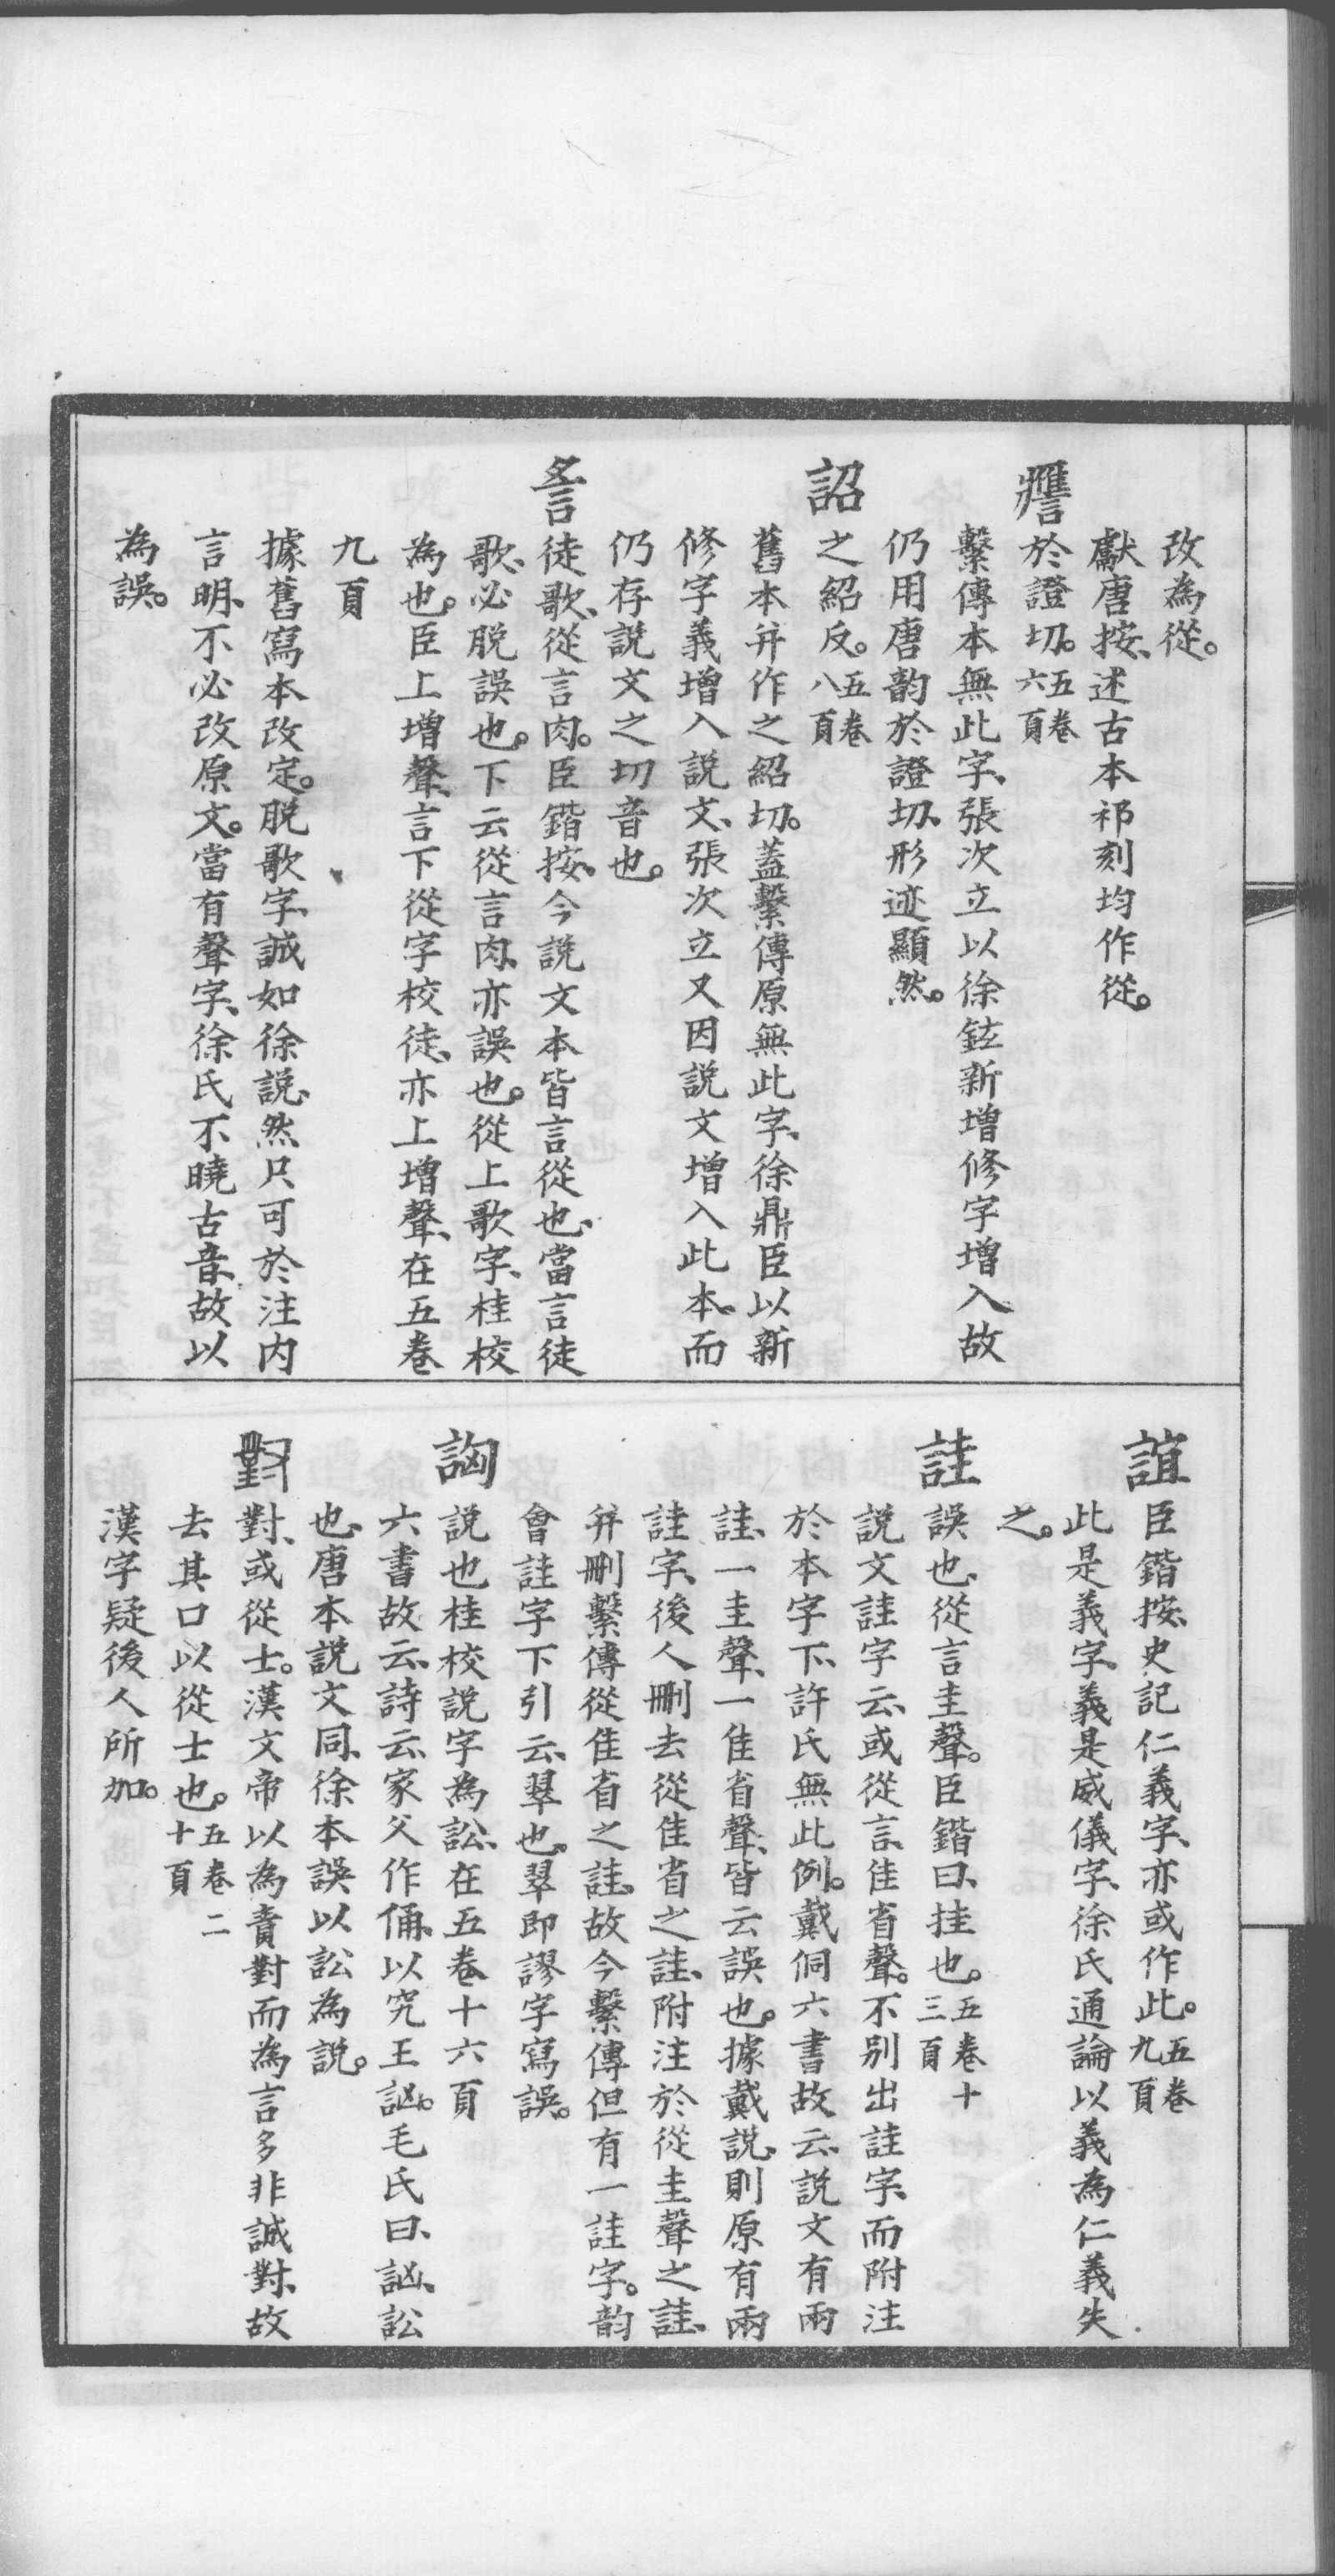 改為從。
獻唐按、述古本祁刻均作從。
譍
於證切。五卷六頁
繫傳本無此字、張次立以徐鉉新增修字增入故
仍用唐韵於證切、形迹顯然。
詔
之紹反。五卷八頁
舊本并作之紹切。蓋繫傳原無此字、徐鼎臣以新
修字義增入說文、張次立又因說文增入此本、而
仍存說文之切音也。
䚻
徒歌、從言肉。臣鍇按、今說文本皆言從也、當言徒
歌、必脫誤也。下云從言肉、亦誤也。從上歌字、桂校
為也。臣上增聲、言下從字校徒、亦上增聲、在五卷
九頁
據舊寫本改定。脫歌字、誠如徐說、然只可於注內
言明、不必改原文。當有聲字、徐氏不曉古音、故以
為誤。
誼
臣鍇按、史記仁義字、亦或作此。五卷九頁
此是義字、義是威儀字、徐氏通論以義為仁義失
之。
註
誤也、從言圭聲。臣鍇曰、挂也。五卷十三頁
說文註字云、或從言、佳省聲。不別出註字、而附注
於本字下、許氏無此例。戴侗六書故云、說文有兩
註、一圭聲、一隹省聲、皆云誤也。據戴說、則原有兩
註字、後人刪去從隹省之註、附注於從圭聲之註、
并刪繫傳從隹省之註、故今繫傳但有一註字。韵
會註字下引云、翏也、翏即謬字寫誤。
詾
說也桂校說字為訟、在五卷十六頁
六書故云、詩云、家父作俑、以究王訩。毛氏曰、訩、訟
也、唐本說文同、徐本誤以訟為說。
對
對、或從士。漢文帝以為責對而為言多非誠對、故
去其口以從士也。五卷二十頁
漢字疑後人所加。